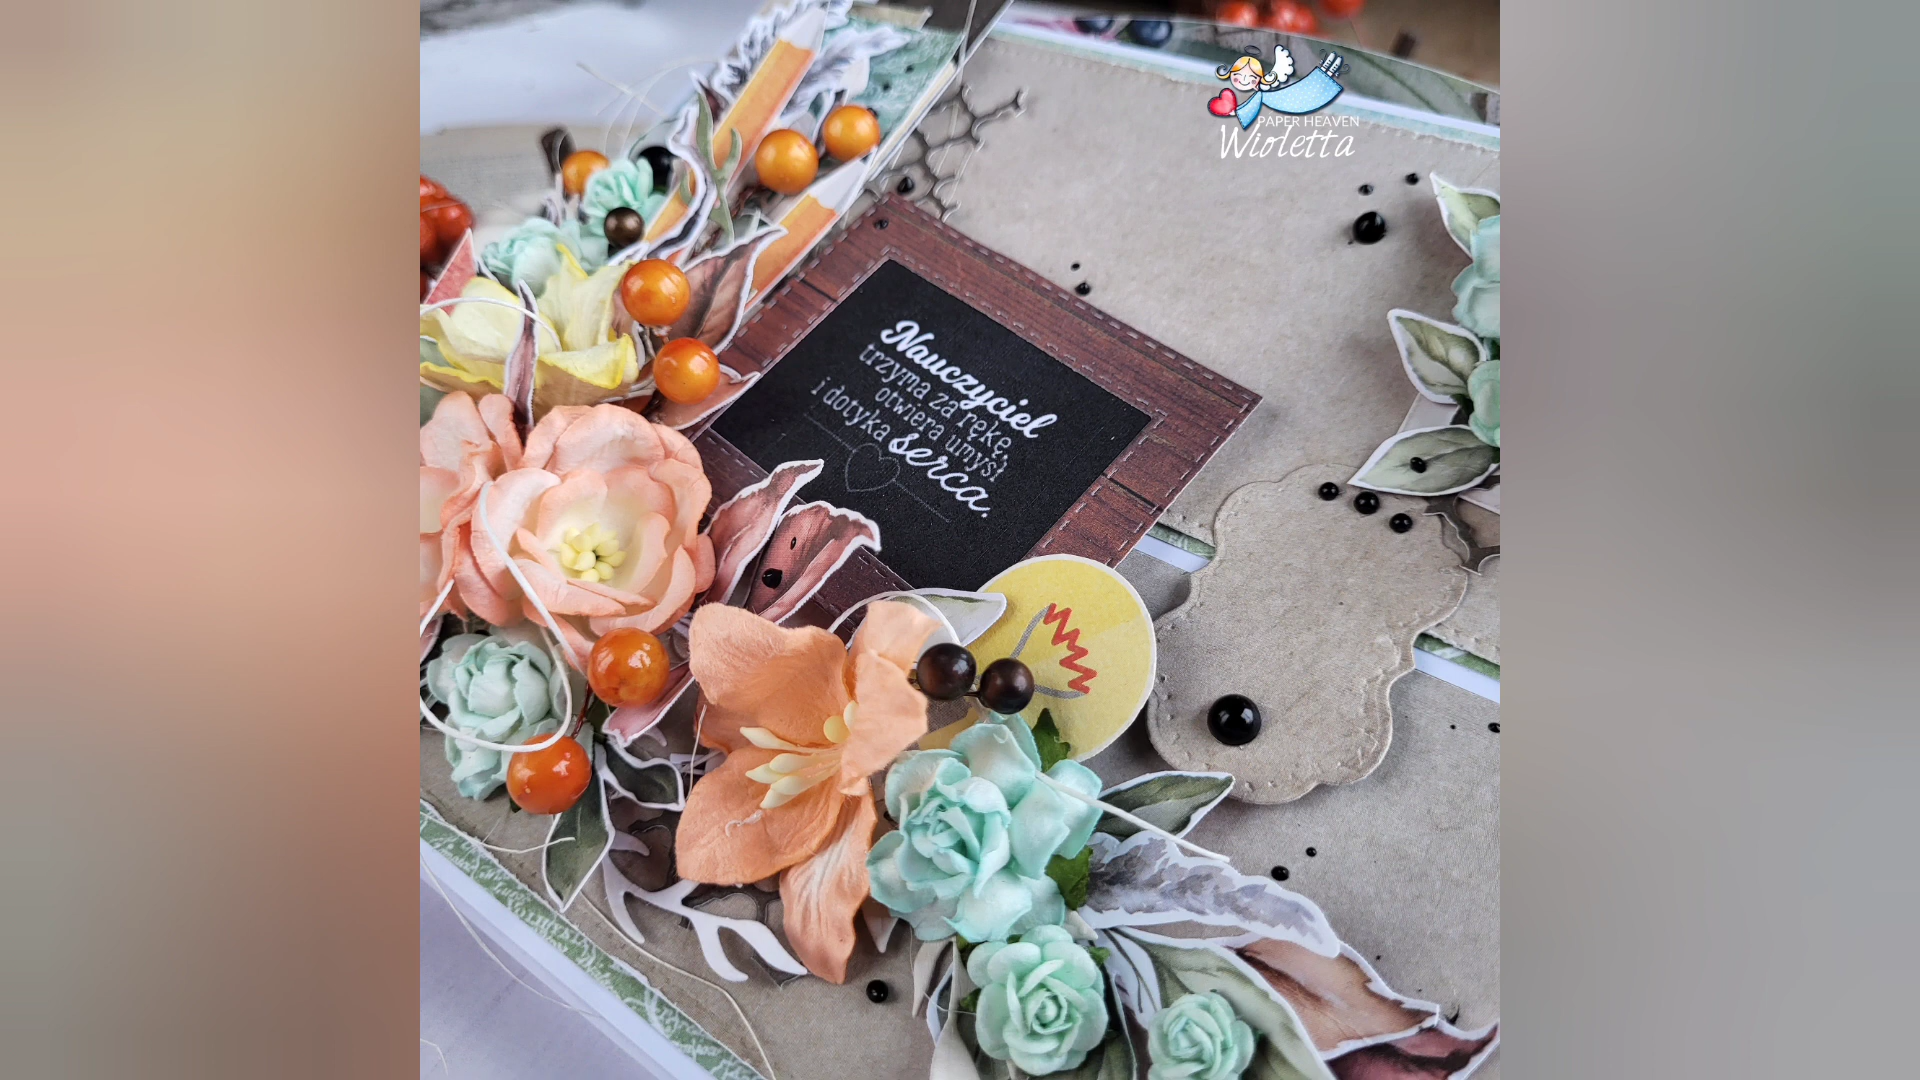 PAPER HEAVEN
Wioletta
Nauczyciel
trzyma za rękę,
otwiera umysł
i dotyka serca.